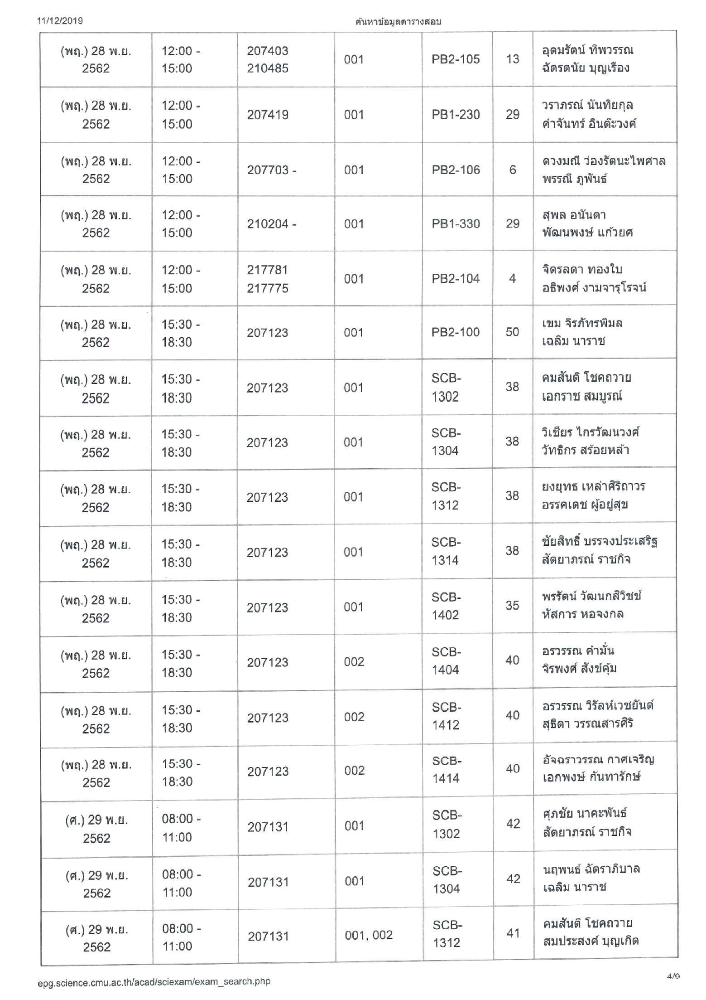 11/12/2019 ค้นหาข้อมูลตารางสอบ
(พฤ.) 28 พ.ย. 12:00 - 207403 001 PB2-105 13 อุดมรัตน์ ทิพวรรณ
2562 15:00 210485 ฉัตรดนัย บุญเรือง
(พฤ.) 28 พ.ย. 12:00 - 207419 001 PB1-230 29 วราภรณ์ นันทิยกุล
2562 15:00 คำจันทร์ อินต๊ะวงค์
(พฤ.) 28 พ.ย. 12:00 - 207703 - 001 PB2-106 6 ดวงมณี ว่องรัตนะไพศาล
2562 15:00 พรรณี ภูพันธ์
(พฤ.) 28 พ.ย. 12:00 - 210204 - 001 PB1-330 29 สุพล อนันตา
2562 15:00 พัฒนพงษ์ แก้วยศ
(พฤ.) 28 พ.ย. 12:00 - 217781 001 PB2-104 4 จิตรลดา ทองใบ
2562 15:00 217775 อธิพงศ์ งามจารุโรจน์
(พฤ.) 28 พ.ย. 15:30 - 207123 001 PB2-100 50 เขม จิรภัทรพิมล
2562 18:30 เฉลิม นาราช
(พฤ.) 28 พ.ย. 15:30 - 207123 001 SCB- 38 คมสันติ โชคถวาย
2562 18:30 1302 เอกราช สมบูรณ์
(พฤ.) 28 พ.ย. 15:30 - 207123 001 SCB- 38 วิเชียร ไกรวัฒนวงศ์
2562 18:30 1304 วัทธิกร สร้อยหล้า
(พฤ.) 28 พ.ย. 15:30 - 207123 001 SCB- 38 ยงยุทธ เหล่าศิริถาวร
2562 18:30 1312 อรรคเดช ผู้อยู่สุข
(พฤ.) 28 พ.ย. 15:30 - 207123 001 SCB- 38 ชัยสิทธิ์ บรรจงประเสริฐ
2562 18:30 1314 สัตยาภรณ์ ราชกิจ
(พฤ.) 28 พ.ย. 15:30 - 207123 001 SCB- 35 พรรัตน์ วัฒนกสิวิชช์
2562 18:30 1402 หัสการ หอจงกล
(พฤ.) 28 พ.ย. 15:30 - 207123 002 SCB- 40 อรวรรณ คำมั่น
2562 18:30 1404 จิรพงศ์ สังข์คุ้ม
(พฤ.) 28 พ.ย. 15:30 - 207123 002 SCB- 40 อรวรรณ วิรัลห์เวชยันต์
2562 18:30 1412 สุธิดา วรรณสารศิริ
(พฤ.) 28 พ.ย. 15:30 - 207123 002 SCB- 40 อัจฉราวรรณ กาศเจริญ
2562 18:30 1414 เอกพงษ์ กันทารักษ์
(ศ.) 29 พ.ย. 08:00 - 207131 001 SCB- 42 ศุภชัย นาคะพันธ์
2562 11:00 1302 สัตยาภรณ์ ราชกิจ
(ศ.) 29 พ.ย. 08:00 - 207131 001 SCB- 42 นฤพนธ์ ฉัตราภิบาล
2562 11:00 1304 เฉลิม นาราช
(ศ.) 29 พ.ย. 08:00 - 207131 001, 002 SCB- 41 คมสันติ โชคถวาย
2562 11:00 1312 สมประสงค์ บุญเกิด
epg.science.cmu.ac.th/acad/sciexam/exam_search.php 4/9